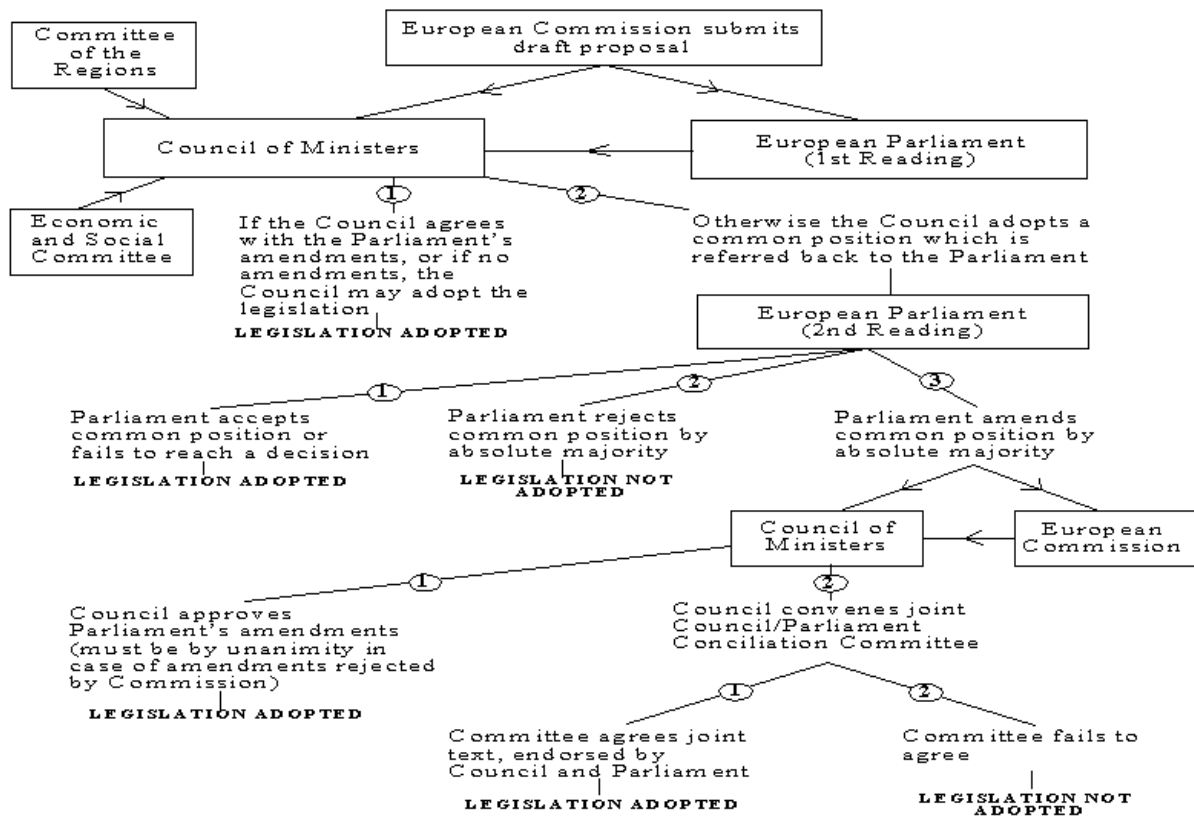 Committee
of the
Regions
European Commission submits
draft proposal
Council of Ministers
European Parliament
(1st Reading)
Economic
and Social
Committee
1
If the Council agrees
with the Parliament's
amendments, or if no
amendments, the
Council may adopt the
legislation
LEGISLATION ADOPTED
2
Otherwise the Council adopts a
common position which is
referred back to the Parliament
European Parliament
(2nd Reading)
1
Parliament accepts
common position or
fails to reach a decision
LEGISLATION ADOPTED
2
Parliament rejects
common position by
absolute majority
LEGISLATION NOT
ADOPTED
3
Parliament amends
common position by
absolute majority
Council of
Ministers
European
Commission
1
Council approves
Parliament's amendments
(must be by unanimity in
case of amendments rejected
by Commission)
LEGISLATION ADOPTED
2
Council convenes joint
Council/Parliament
Conciliation Committee
1
Committee agrees joint
text, endorsed by
Council and Parliament
LEGISLATION ADOPTED
2
Committee fails to
agree
LEGISLATION NOT
ADOPTED